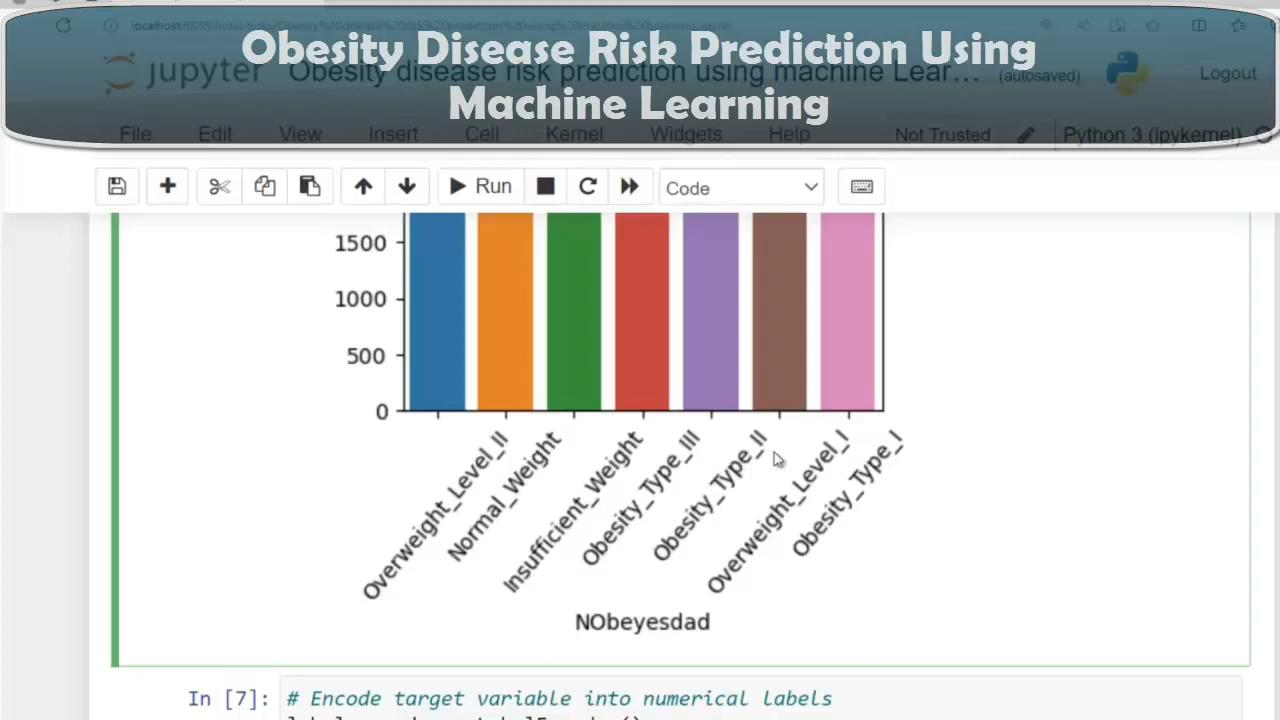 Obesity Disease Risk Prediction Using
Machine Learning
jupyter Obesity disease risk prediction using machine Lear... (autosaved)
Logout
File Edit View Insert Cell Kernel Widgets Help
Not Trusted
Python 3 (ipykernel)
Run
Code
1500
1000
500
0
Overweight_Level_II
Normal_Weight
Insufficient_Weight
Obesity_Type_III
Obesity_Type_II
Overweight_Level_I
Obesity_Type_I
NObeyesdad
In [7]: # Encode target variable into numerical labels